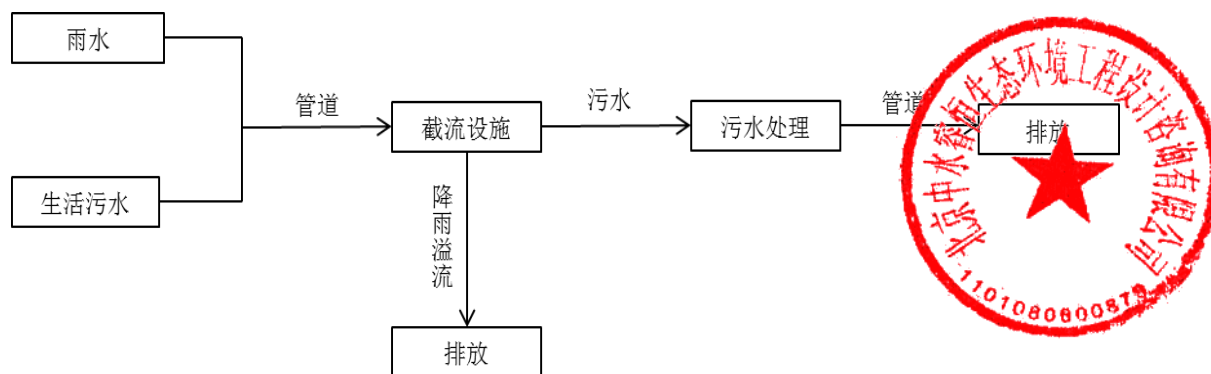 雨水
管道
污水
管道
截流设施
污水处理
排放
生活污水
降雨溢流
排放
北京中水睿恒生态环境工程设计咨询有限公司